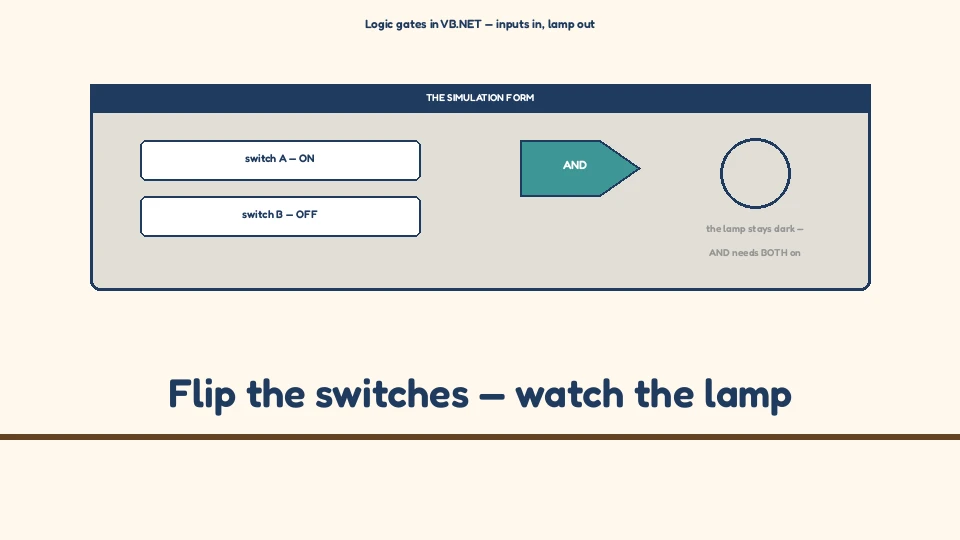 Logic gates in VB.NET — inputs in, lamp out
THE SIMULATION FORM
switch A — ON
switch B — OFF
AND
the lamp stays dark —
AND needs BOTH on
Flip the switches — watch the lamp